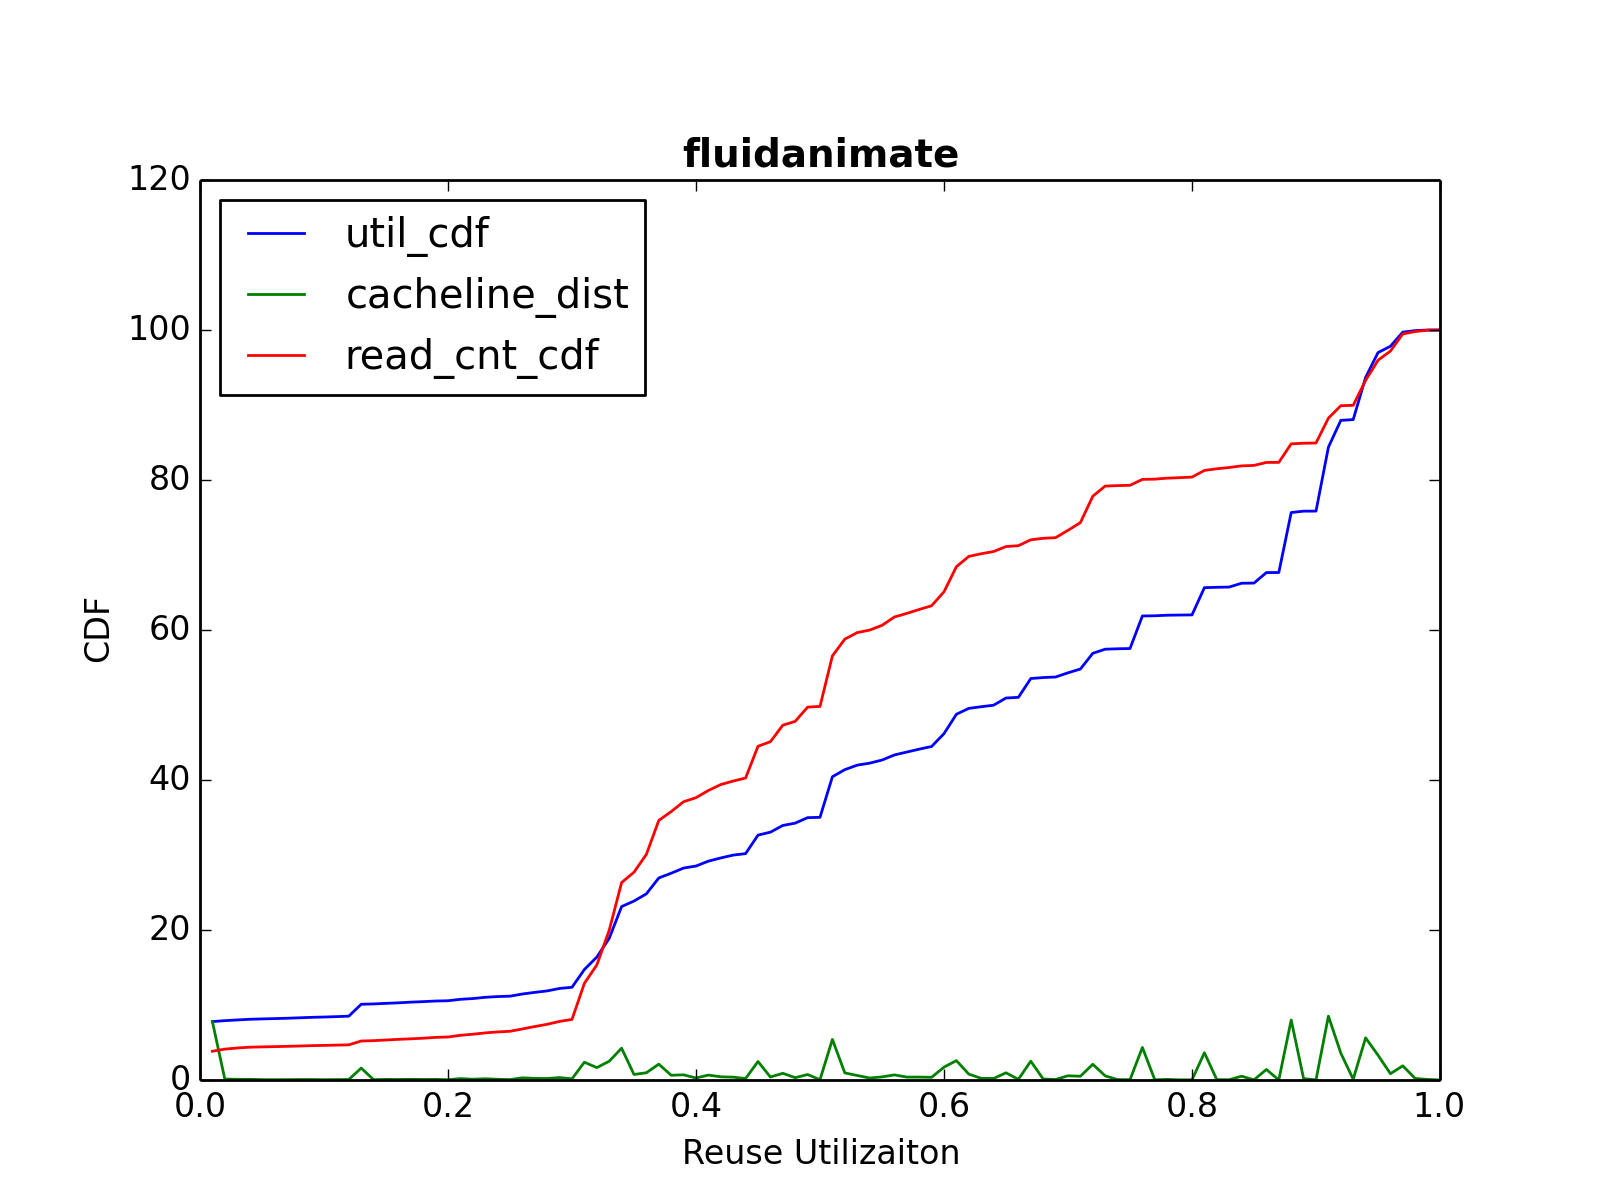 fluidanimate
120
100
80
60
40
20
0
CDF
util_cdf
cacheline_dist
read_cnt_cdf
0.0 0.2 0.4 0.6 0.8 1.0
Reuse Utilizaiton